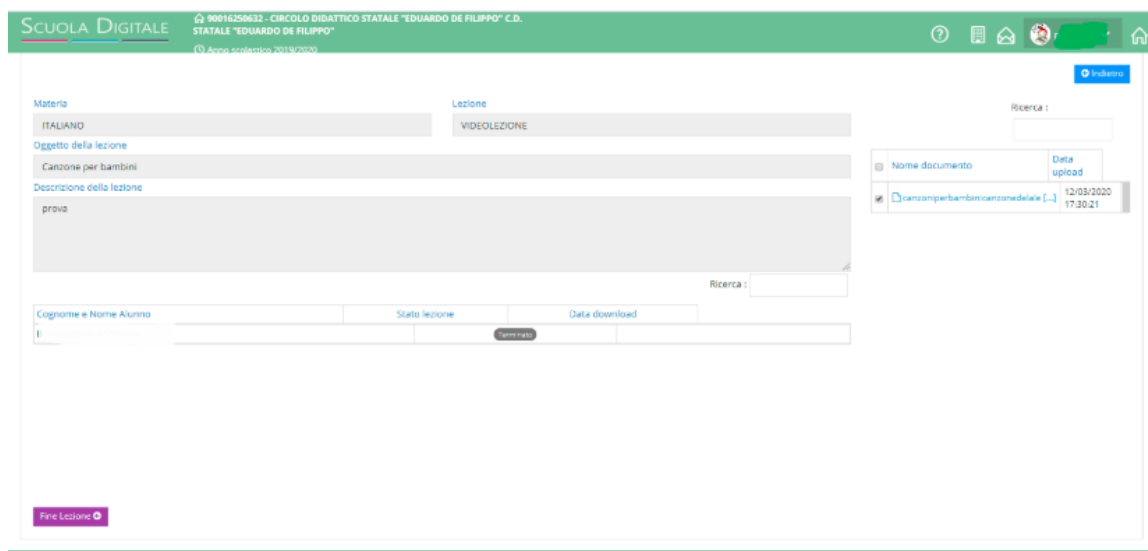 SCUOLA DIGITALE
90016250632 - CIRCOLO DIDATTICO STATALE "EDUARDO DE FILIPPO" C.D.
STATALE "EDUARDO DE FILIPPO"
Anno scolastico 2019/2020
Indietro
Materia
Lezione
Ricerca :
ITALIANO
VIDEOLEZIONE
Oggetto della lezione
Canzone per bambini
Nome documento
Data
upload
Descrizione della lezione
prova
canzoniperbambinicanzonedelale [...]
12/03/2020
17:30:21
Ricerca :
Cognome e Nome Alunno
Stato lezione
Data download
Terminato
Fine Lezione